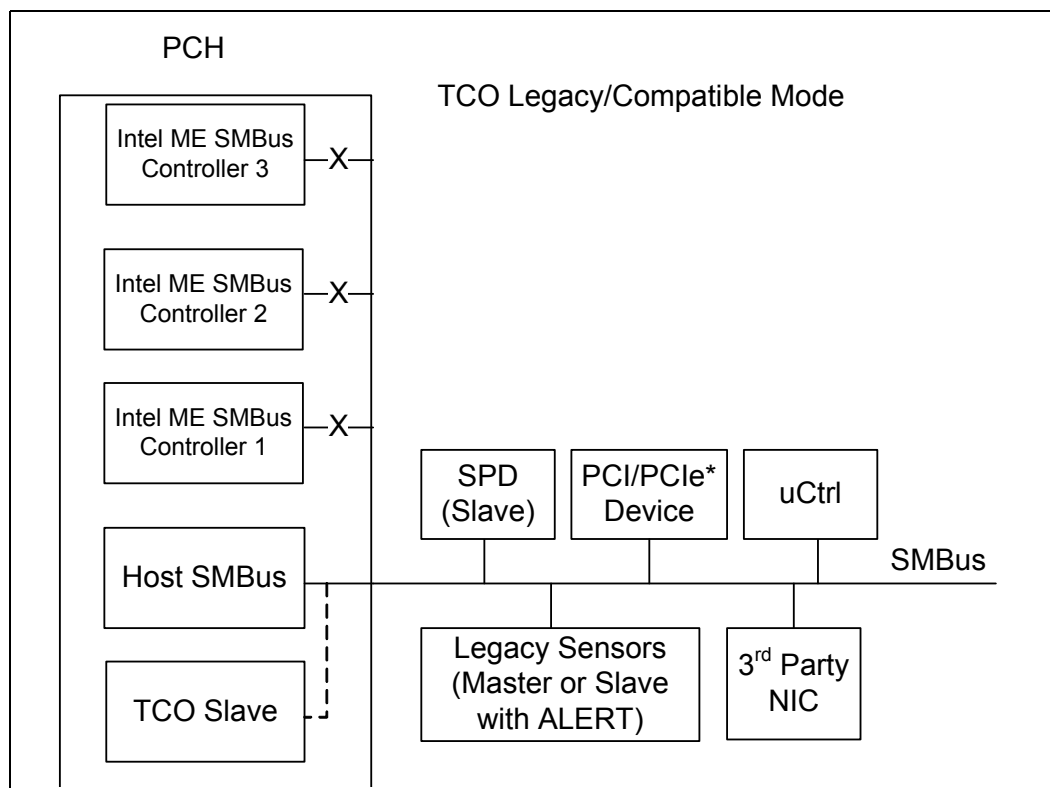 PCH
TCO Legacy/Compatible Mode
Intel ME SMBus
Controller 3
X
Intel ME SMBus
Controller 2
X
Intel ME SMBus
Controller 1
X
SPD
(Slave)
PCI/PCIe*
Device
uCtrl
Host SMBus
SMBus
Legacy Sensors
(Master or Slave
with ALERT)
3rd Party
NIC
TCO Slave